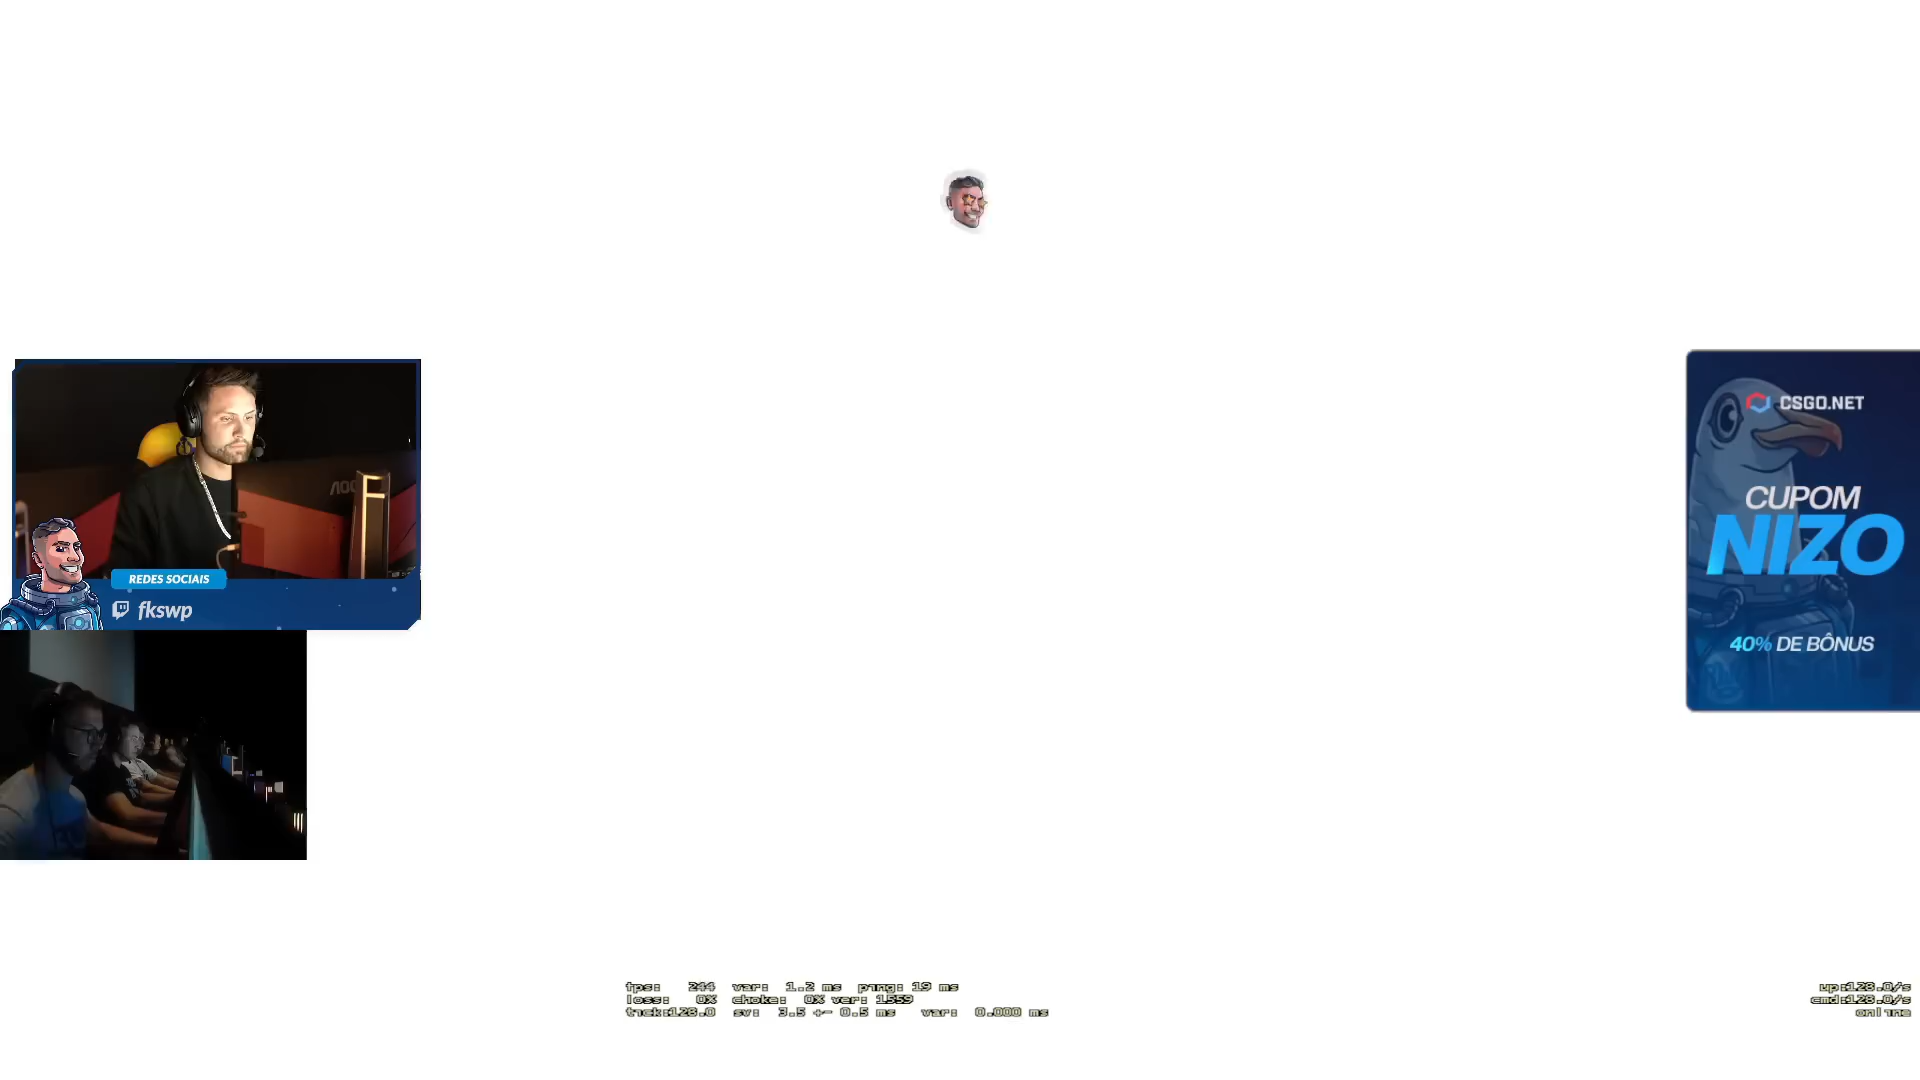 AOC
REDES SOCIAIS
fkswp
CSGO.NET
CUPOM
NIZO
40% DE BÔNUS
fps: 244 var: 1.2 ms ping: 19 ms
loss: 0% choke: 0% ver: 1559
tick:128.0 sv: 3.5 +- 0.5 ms var: 0.000 ms
up:128.0/s
cmd:128.0/s
online